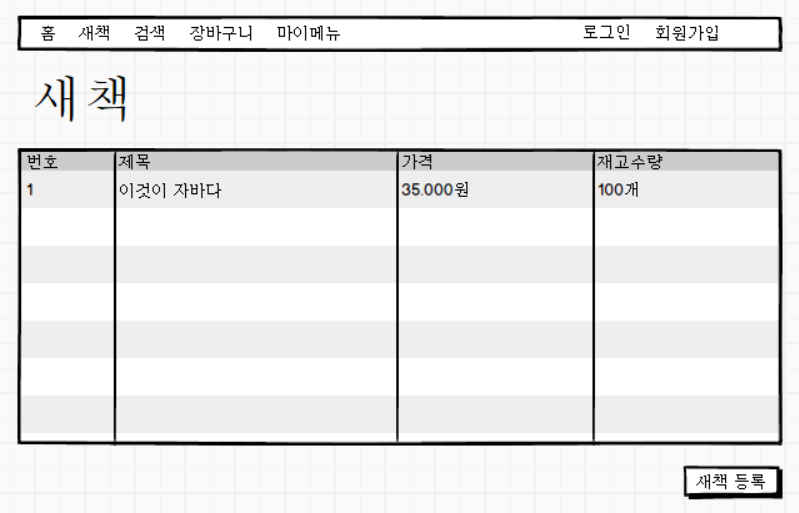 홈 새책 검색 장바구니 마이메뉴 로그인 회원가입
새 책
번호 제목 가격 재고수량
1 이것이 자바다 35.000원 100개
새책 등록